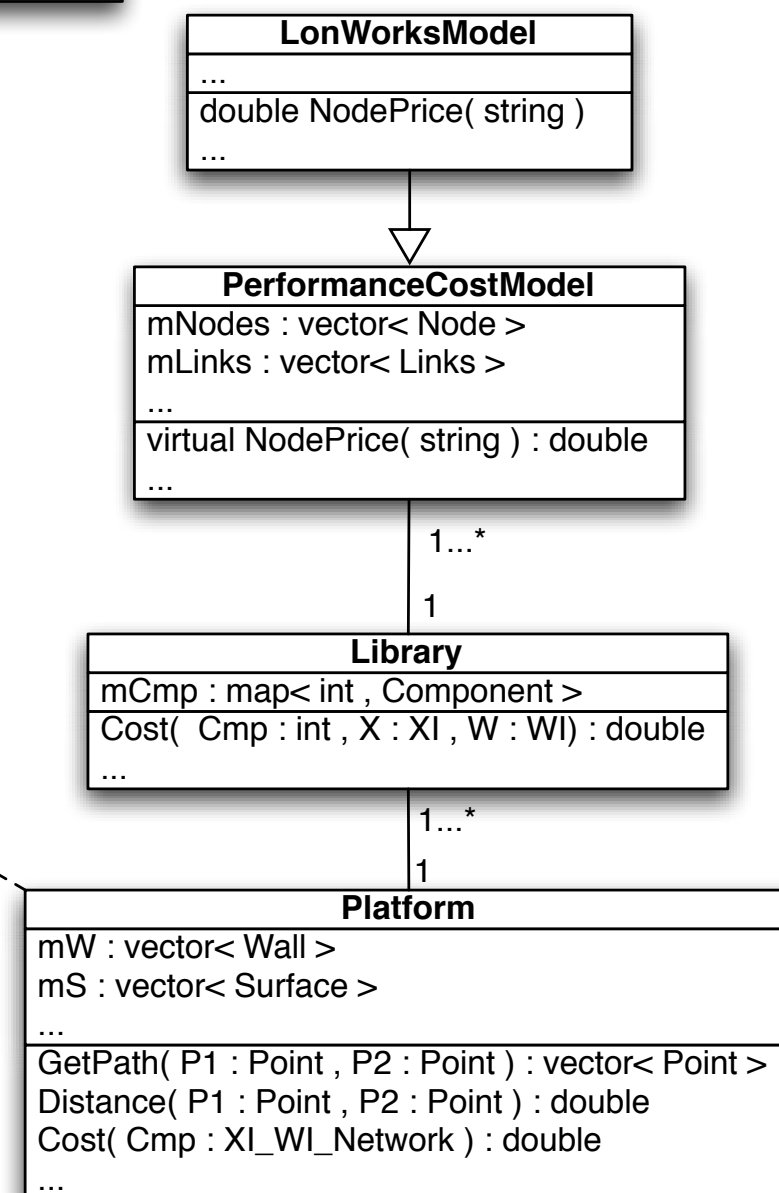 LonWorksModel
...
double NodePrice( string )
...
PerformanceCostModel
mNodes : vector< Node >
mLinks : vector< Links >
...
virtual NodePrice( string ) : double
...
1...*
1
Library
mCmp : map< int , Component >
Cost(  Cmp : int , X : XI , W : WI) : double
...
1...*
1
Platform
mW : vector< Wall >
mS : vector< Surface >
...
GetPath( P1 : Point , P2 : Point ) : vector< Point >
Distance( P1 : Point , P2 : Point ) : double
Cost( Cmp : XI_WI_Network ) : double
...